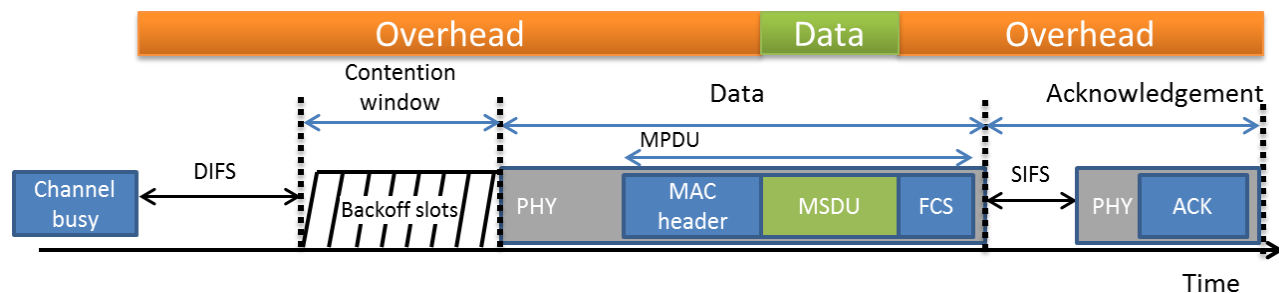 Overhead
Data
Overhead
Contention
window
Data
Acknowledgement
MPDU
DIFS
SIFS
Channel
busy
Backoff slots
PHY
MAC
header
MSDU
FCS
PHY
ACK
Time